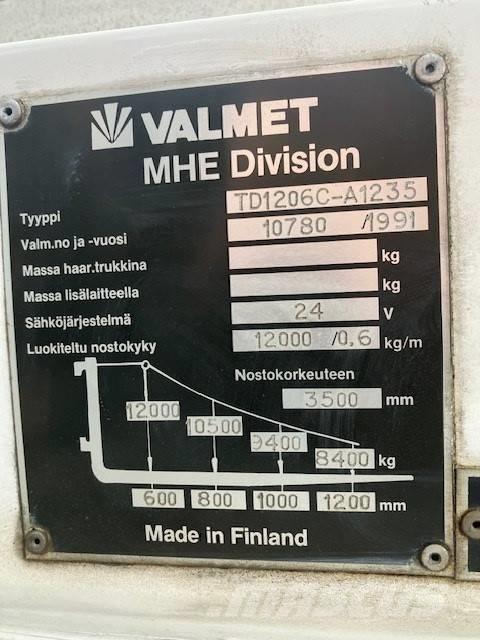 VALMET
MHE Division
Tyyppi TD1206C-A1235
Valm.no ja -vuosi 10780 /1991
Massa haar.trukkina kg
Massa lisälaitteella kg
Sähköjärjestelmä 24 V
Luokiteltu nostokyky 12000 /0,6 kg/m
Nostokorkeuteen
3500 mm
12000 10500 9400 8400 kg
600 800 1000 1200 mm
Made in Finland
MASCUS